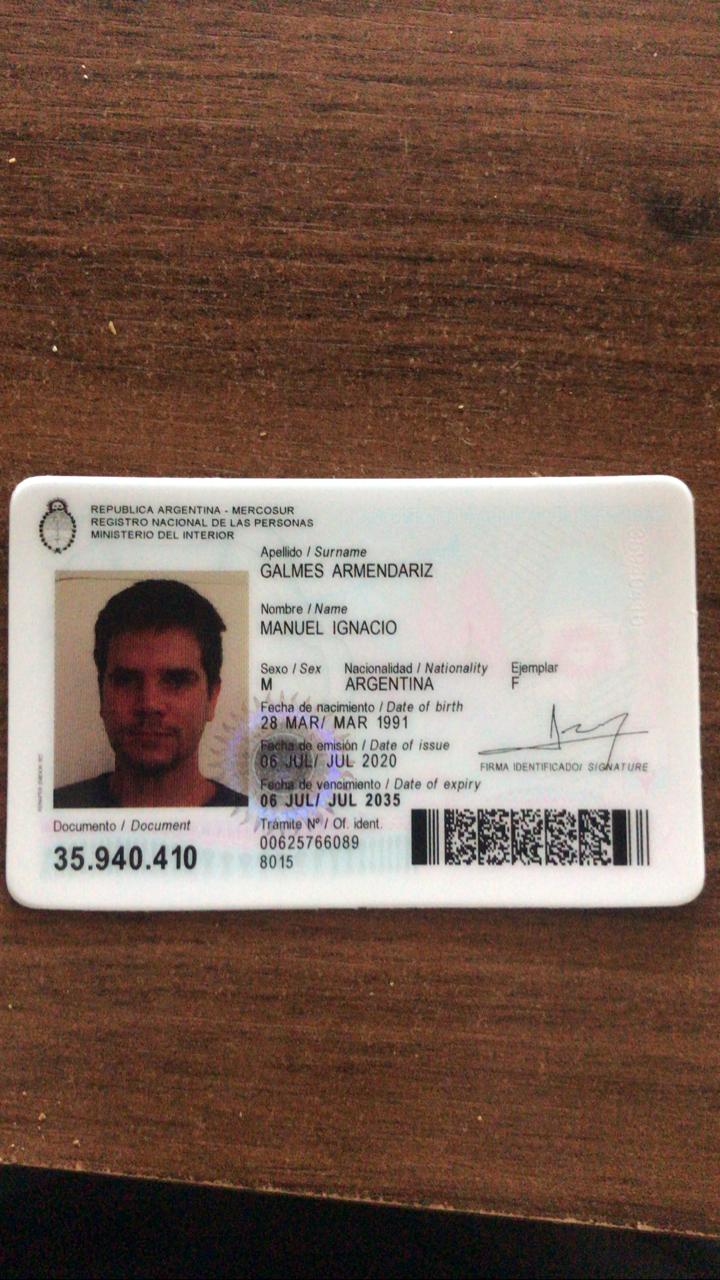 REPUBLICA ARGENTINA - MERCOSUR
REGISTRO NACIONAL DE LAS PERSONAS
MINISTERIO DEL INTERIOR
Apellido / Surname
GALMES ARMENDARIZ
Nombre / Name
MANUEL IGNACIO
Sexo / Sex Nacionalidad / Nationality Ejemplar
M ARGENTINA F
Fecha de nacimiento / Date of birth
28 MAR/ MAR 1991
Fecha de emisión / Date of issue
06 JUL/ JUL 2020
FIRMA IDENTIFICADO/ SIGNATURE
Fecha de vencimiento / Date of expiry
06 JUL/ JUL 2035
Documento / Document
35.940.410
Trámite Nº / Of. ident.
00625766089
8015